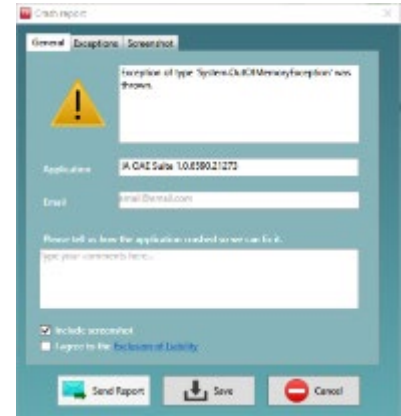 Crash report
General Exceptions Screenshot
Exception of type 'System.OutOfMemoryException' was
thrown.
Application IA OAE Suite 1.0.6590.21273
Email email@email.com
Please tell us how the application crashed so we can fix it.
Type your comments here...
Include screenshot
I agree to the Exclusion of Liability
Send Report Save Cancel